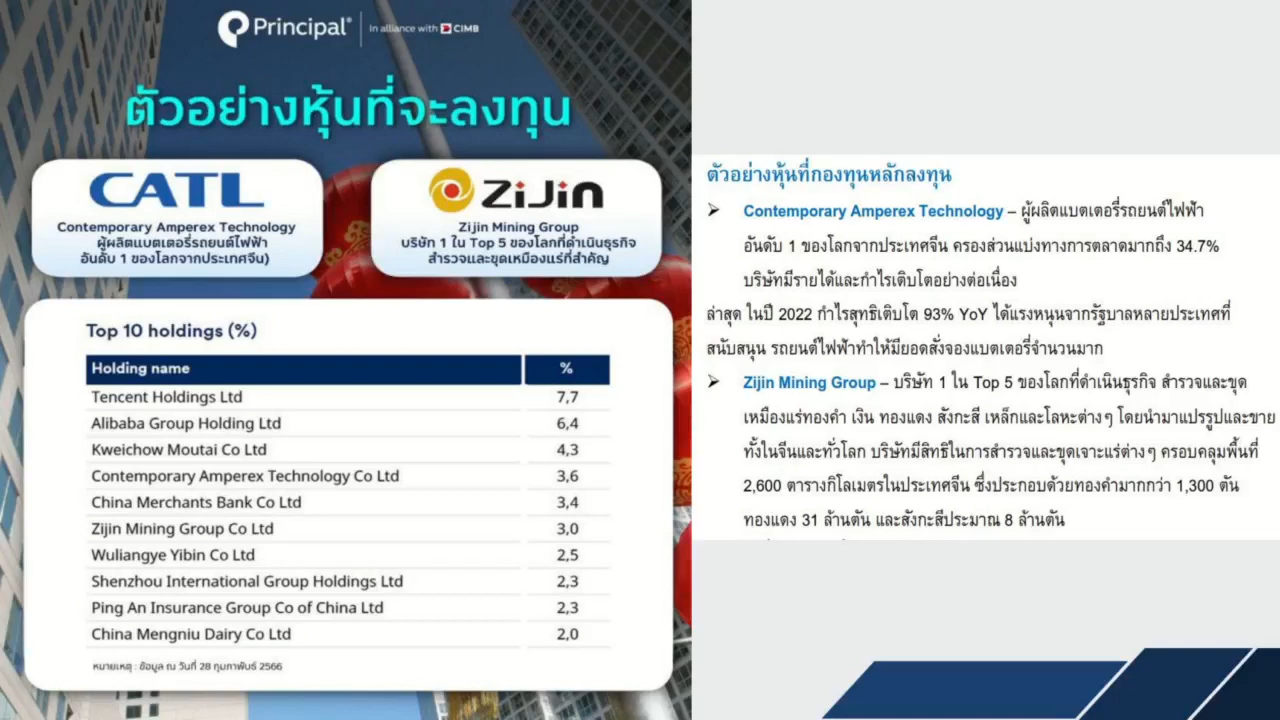 Principal® In alliance with CIMB
ตัวอย่างหุ้นที่จะลงทุน
CATL
Contemporary Amperex Technology
ผู้ผลิตแบตเตอรี่รถยนต์ไฟฟ้า
อันดับ 1 ของโลกจากประเทศจีน)
ZiJin
Zijin Mining Group
บริษัท 1 ใน Top 5 ของโลกที่ดำเนินธุรกิจ
สำรวจและขุดเหมืองแร่ที่สำคัญ
Top 10 holdings (%)
Holding name %
Tencent Holdings Ltd 7,7
Alibaba Group Holding Ltd 6,4
Kweichow Moutai Co Ltd 4,3
Contemporary Amperex Technology Co Ltd 3,6
China Merchants Bank Co Ltd 3,4
Zijin Mining Group Co Ltd 3,0
Wuliangye Yibin Co Ltd 2,5
Shenzhou International Group Holdings Ltd 2,3
Ping An Insurance Group Co of China Ltd 2,3
China Mengniu Dairy Co Ltd 2,0
หมายเหตุ : ข้อมูล ณ วันที่ 28 กุมภาพันธ์ 2566
ตัวอย่างหุ้นที่กองทุนหลักลงทุน
➢ Contemporary Amperex Technology – ผู้ผลิตแบตเตอรี่รถยนต์ไฟฟ้า
อันดับ 1 ของโลกจากประเทศจีน ครองส่วนแบ่งทางการตลาดมากถึง 34.7%
บริษัทมีรายได้และกำไรเติบโตอย่างต่อเนื่อง
ล่าสุด ในปี 2022 กำไรสุทธิเติบโต 93% YoY ได้แรงหนุนจากรัฐบาลหลายประเทศที่
สนับสนุน รถยนต์ไฟฟ้าทำให้มียอดสั่งจองแบตเตอรี่จำนวนมาก
➢ Zijin Mining Group – บริษัท 1 ใน Top 5 ของโลกที่ดำเนินธุรกิจ สำรวจและขุด
เหมืองแร่ทองคำ เงิน ทองแดง สังกะสี เหล็กและโลหะต่างๆ โดยนำมาแปรรูปและขาย
ทั้งในจีนและทั่วโลก บริษัทมีสิทธิในการสำรวจและขุดเจาะแร่ต่างๆ ครอบคลุมพื้นที่
2,600 ตารางกิโลเมตรในประเทศจีน ซึ่งประกอบด้วยทองคำมากกว่า 1,300 ตัน
ทองแดง 31 ล้านตัน และสังกะสีประมาณ 8 ล้านตัน